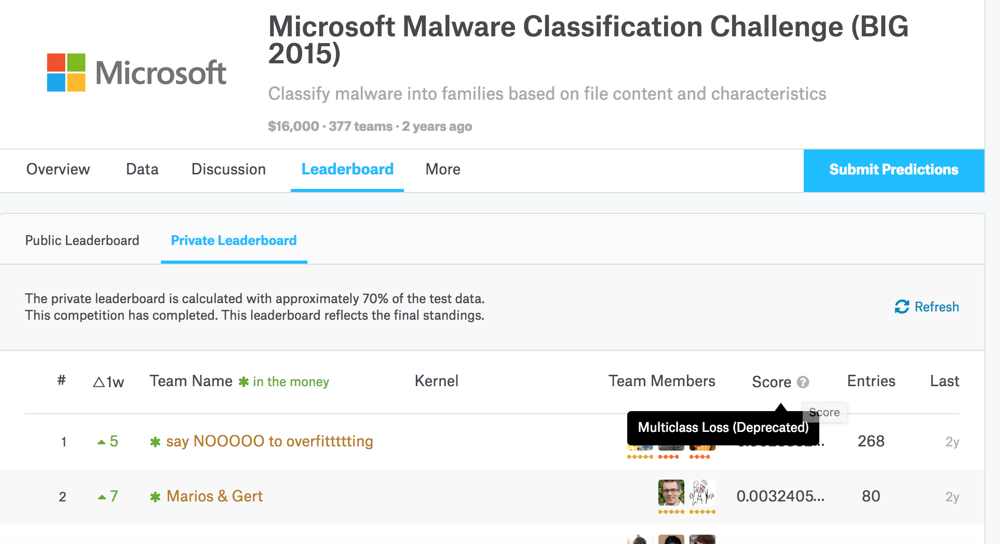 Microsoft Malware Classification Challenge (BIG
2015)
Microsoft
Classify malware into families based on file content and characteristics
$16,000 · 377 teams · 2 years ago
Overview Data Discussion Leaderboard More Submit Predictions
Public Leaderboard Private Leaderboard
The private leaderboard is calculated with approximately 70% of the test data.
This competition has completed. This leaderboard reflects the final standings.
Refresh
# △1w Team Name * in the money Kernel Team Members Score ? Entries Last
Score
Multiclass Loss (Deprecated)
1 ▲5 * say NOOOOO to overfittttting 268 2y
2 ▲7 * Marios & Gert 0.0032405... 80 2y